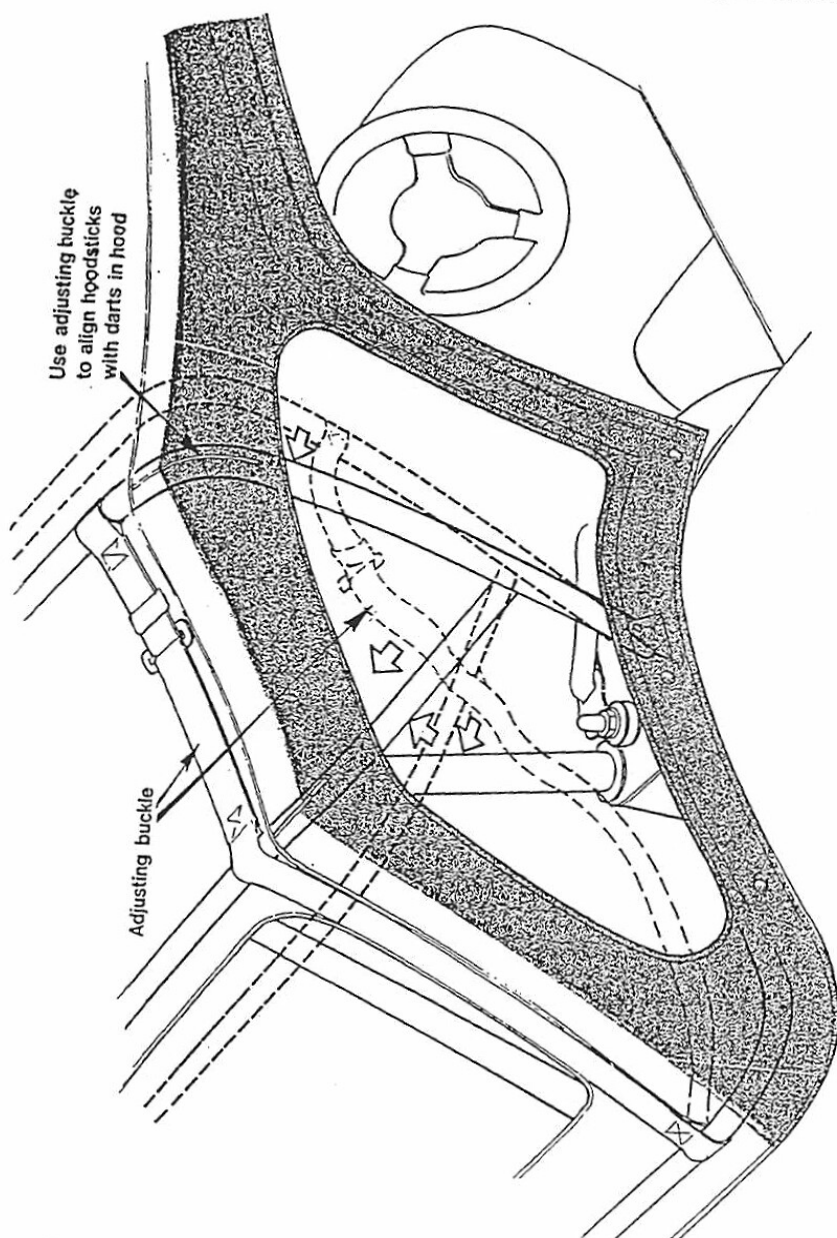 Use adjusting buckle
to align hoodsticks
with darts in hood
Adjusting buckle